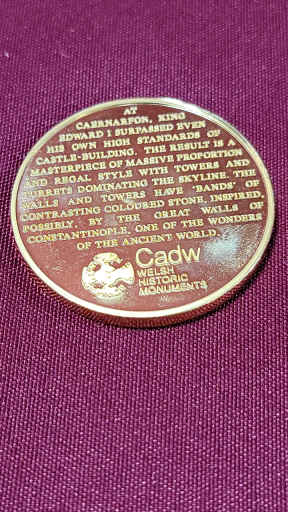 AT
CAERNARFON, KING
EDWARD I SURPASSED EVEN
HIS OWN HIGH STANDARDS OF
CASTLE-BUILDING. THE RESULT IS A
MASTERPIECE OF MASSIVE PROPORTION
AND REGAL STYLE WITH TOWERS AND
TURRETS DOMINATING THE SKYLINE. THE
WALLS AND TOWERS HAVE 'BANDS' OF
CONTRASTING COLOURED STONE, INSPIRED,
POSSIBLY, BY THE GREAT WALLS OF
CONSTANTINOPLE, ONE OF THE WONDERS
OF THE ANCIENT WORLD.
Cadw
WELSH
HISTORIC
MONUMENTS